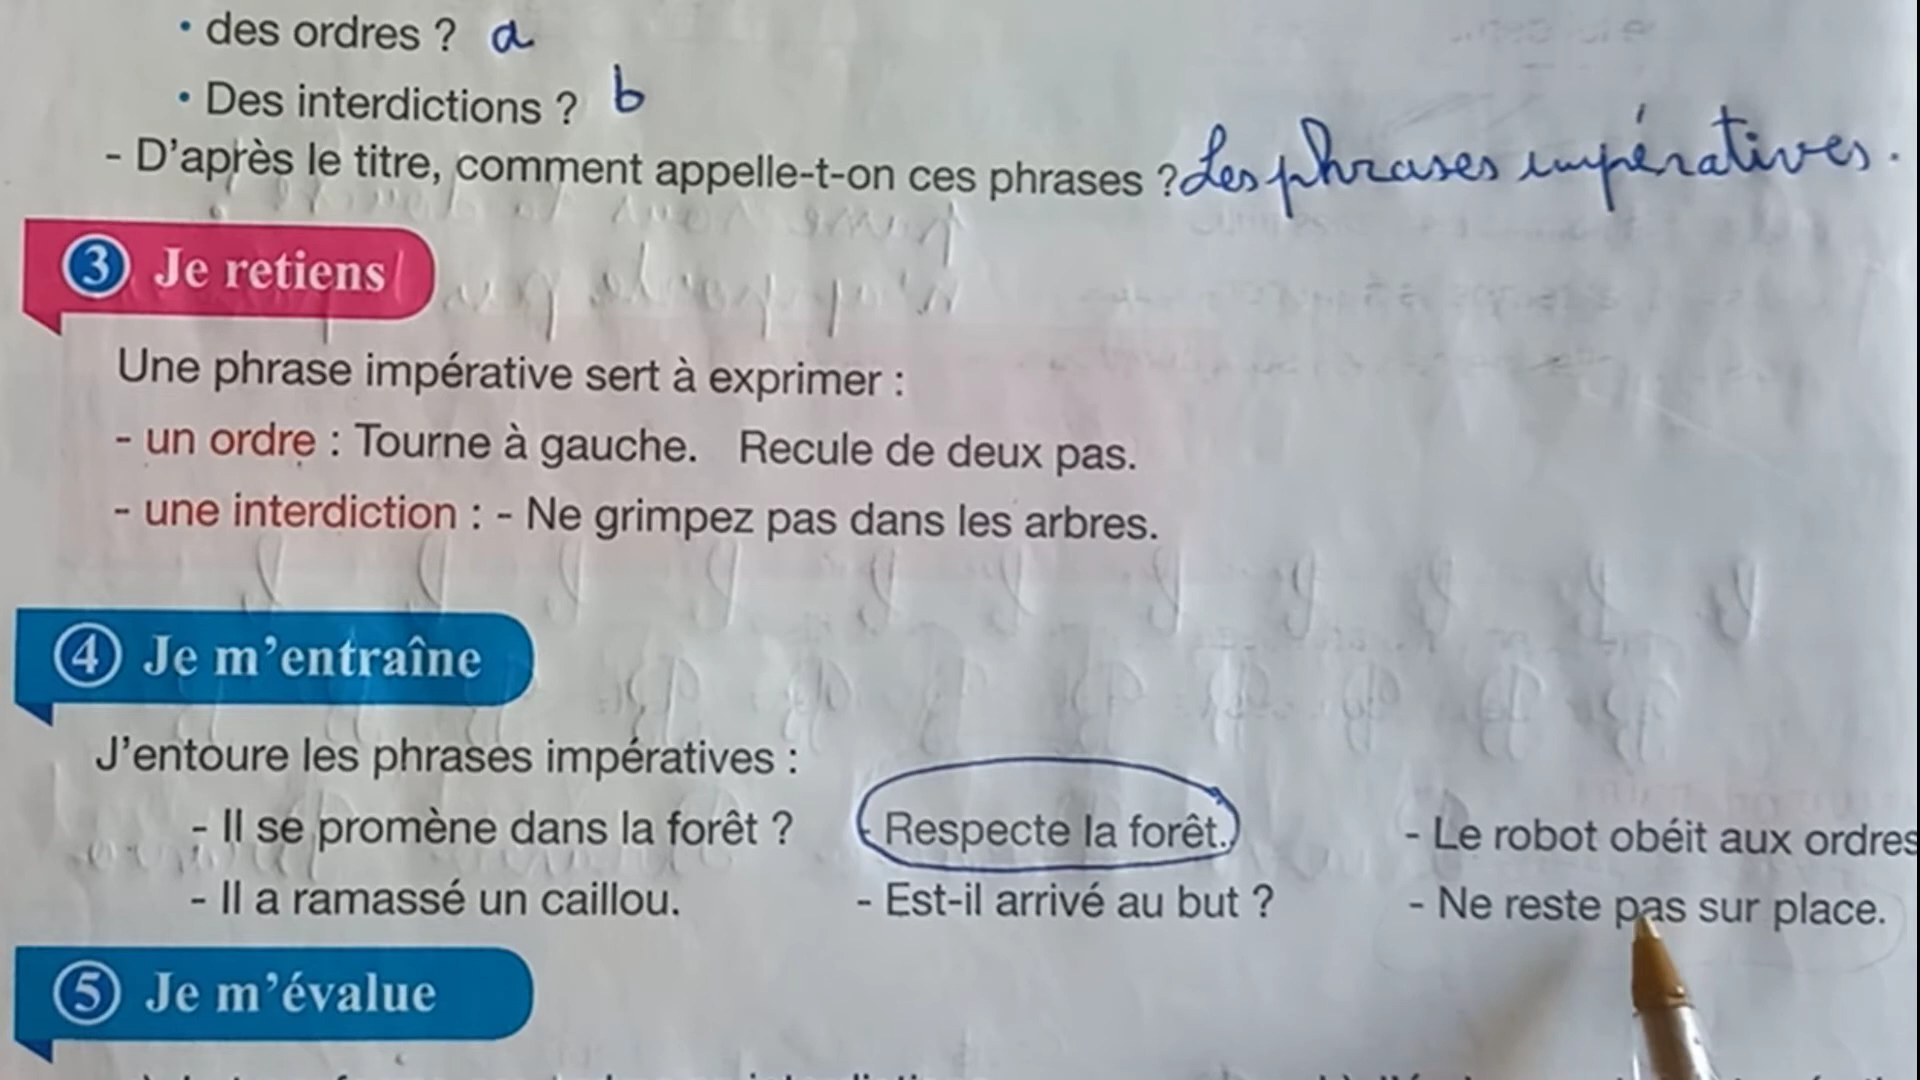 • des ordres ? a
• Des interdictions ? b
- D'après le titre, comment appelle-t-on ces phrases ? Les phrases impératives.
3 Je retiens
Une phrase impérative sert à exprimer :
- un ordre : Tourne à gauche. Recule de deux pas.
- une interdiction : - Ne grimpez pas dans les arbres.
4 Je m'entraîne
J'entoure les phrases impératives :
- Il se promène dans la forêt ? - Respecte la forêt. - Le robot obéit aux ordres
- Il a ramassé un caillou. - Est-il arrivé au but ? - Ne reste pas sur place.
5 Je m'évalue